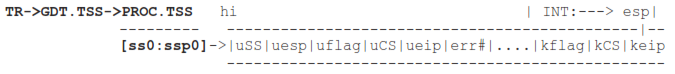 TR->GDT.TSS->PROC.TSS   hi                                      | INT:---> esp|
              ---------    -----------------------------------------------------|--
              [ss0:ssp0]->|uSS|uesp|uflag|uCS|ueip|err#|....|kflag|kCS|keip
                           -------------------------------------------------------